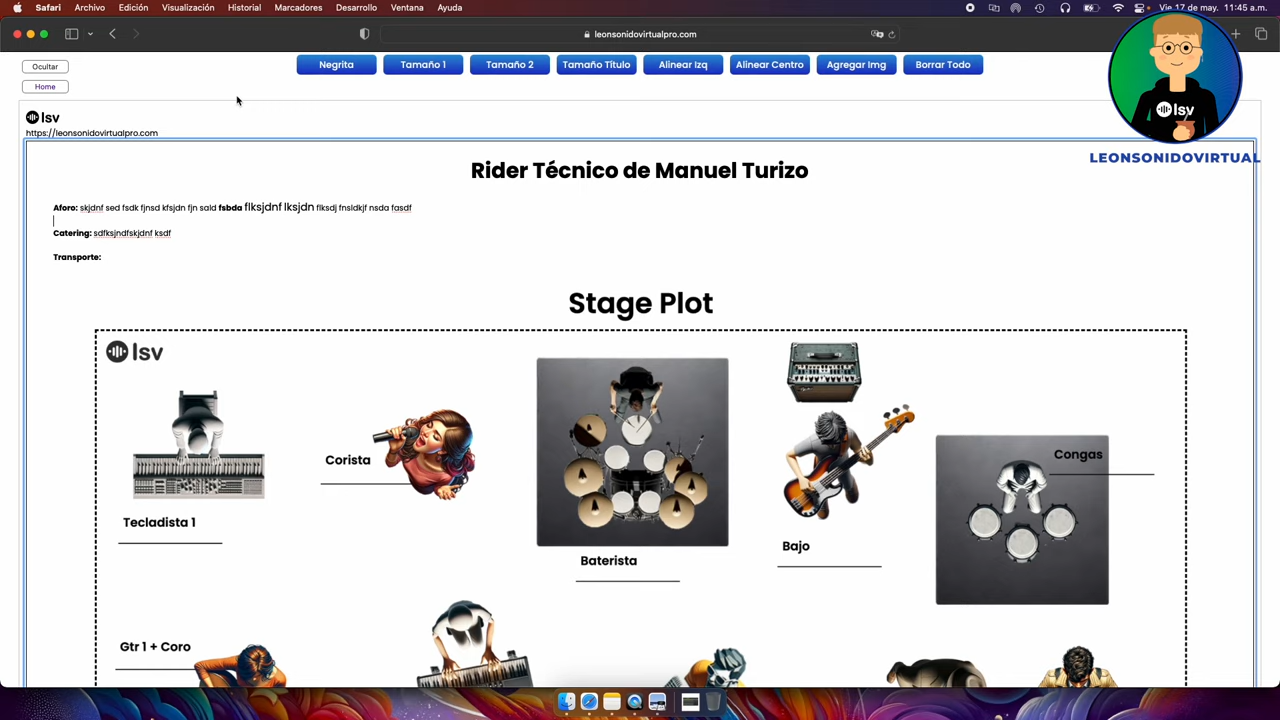 Safari Archivo Edición Visualización Historial Marcadores Desarrollo Ventana Ayuda Vie 17 de may. 11:45 a.m.
leonsonidovirtualpro.com
Ocultar
Negrita Tamaño 1 Tamaño 2 Tamaño Título Alinear Izq Alinear Centro Agregar Img Borrar Todo
Home
lsv
lsv
https://leonsonidovirtualpro.com
LEONSONIDOVIRTUAL
Rider Técnico de Manuel Turizo
Aforo: skjdnf sed fsdk fjnsd kfsjdn fjn sald fsbda flksjdnf lksjdn flksdj fnsldkjf nsda fasdf
Catering: sdfksjndfskjdnf ksdf
Transporte:
Stage Plot
lsv
Corista
Congas
Tecladista 1
Bajo
Baterista
Gtr 1 + Coro